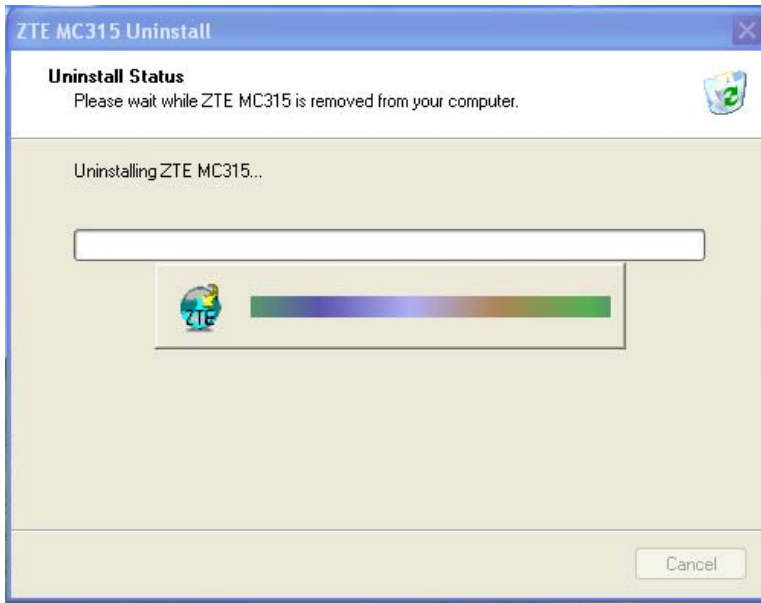 ZTE MC315 Uninstall
Uninstall Status
Please wait while ZTE MC315 is removed from your computer.
Uninstalling ZTE MC315...
ZTE
Cancel